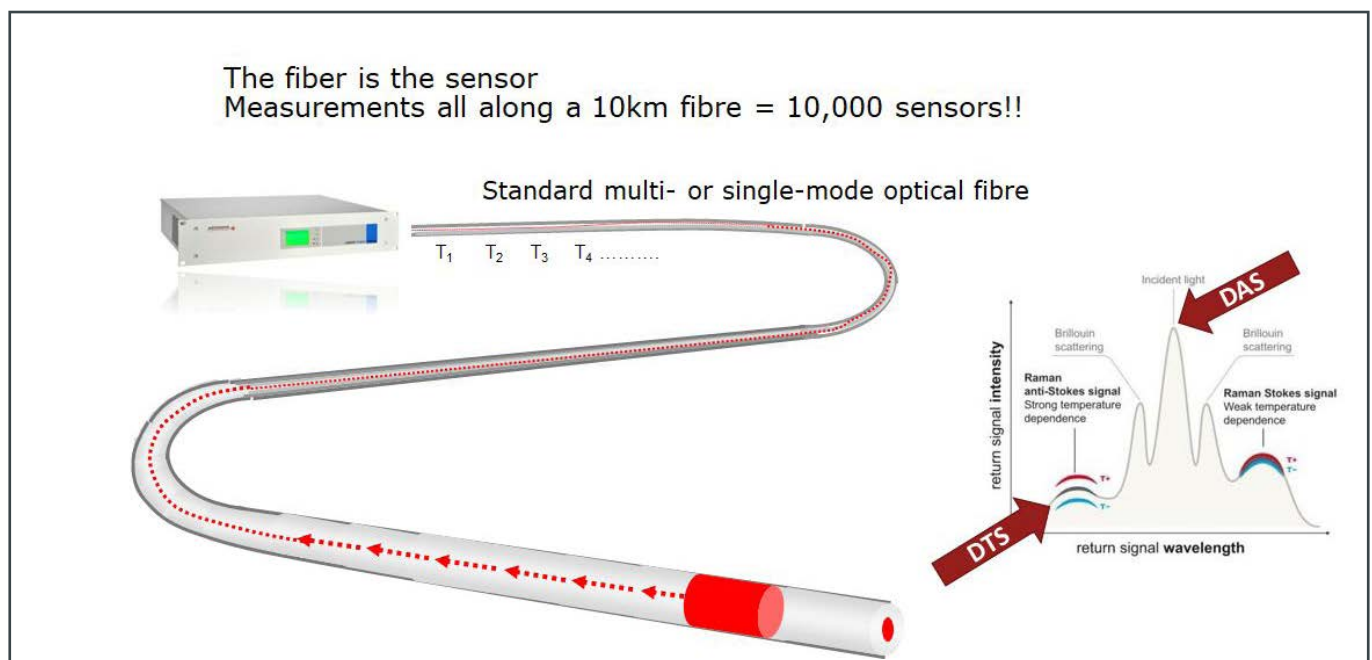 The fiber is the sensor
Measurements all along a 10km fibre = 10,000 sensors!!
Standard multi- or single-mode optical fibre
T1 T2 T3 T4 ..........
Incident light
DAS
Brillouin
scattering
Brillouin
scattering
Raman
anti-Stokes signal
Strong temperature
dependence
Raman Stokes signal
Weak temperature
dependence
T+
T−
T+
T−
return signal intensity
DTS
return signal wavelength